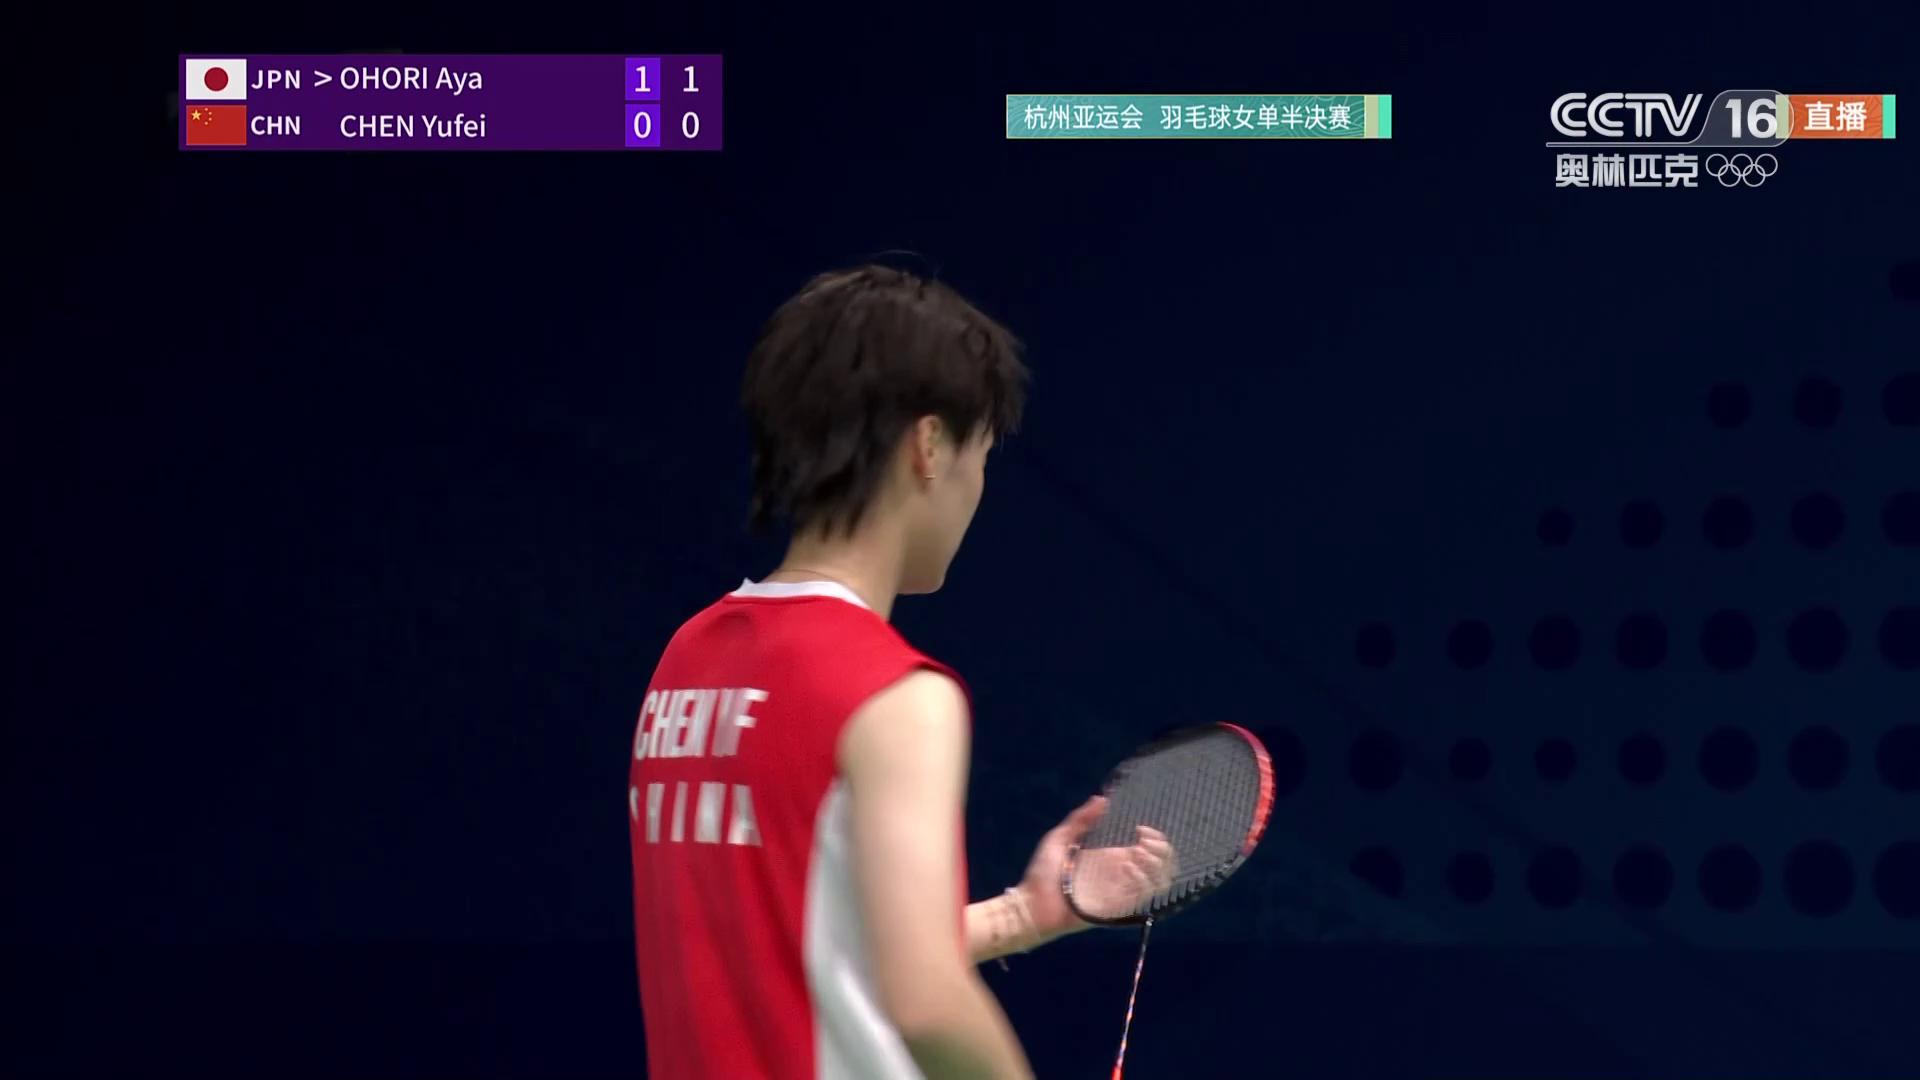 JPN > OHORI Aya 1 1
CHN CHEN Yufei 0 0
杭州亚运会 羽毛球女单半决赛
CCTV 16 直播
奥林匹克
CHEN YF
CHINA